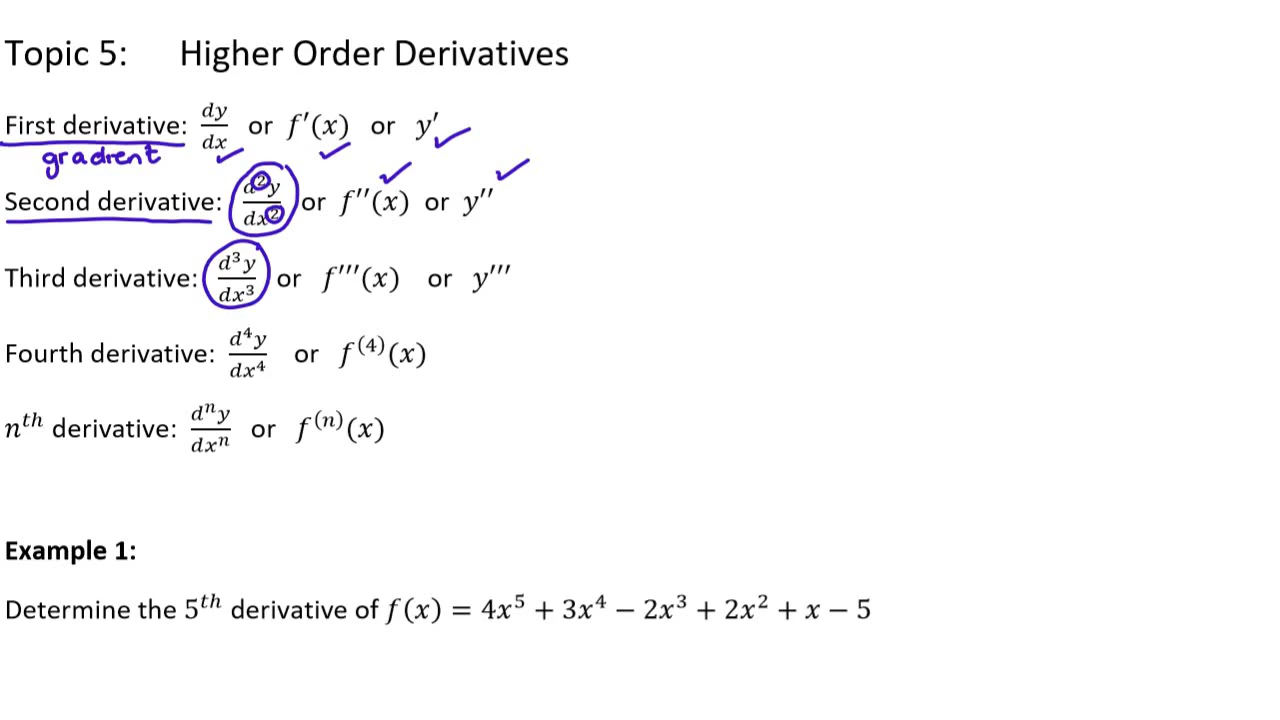 Topic 5: Higher Order Derivatives
First derivative: dy/dx or f′(x) or y′
gradient
Second derivative: d²y/dx² or f′′(x) or y′′
Third derivative: d³y/dx³ or f′′′(x) or y′′′
Fourth derivative: d⁴y/dx⁴ or f⁽⁴⁾(x)
nᵗʰ derivative: dⁿy/dxⁿ or f⁽ⁿ⁾(x)
Example 1:
Determine the 5ᵗʰ derivative of f(x) = 4x⁵ + 3x⁴ − 2x³ + 2x² + x − 5